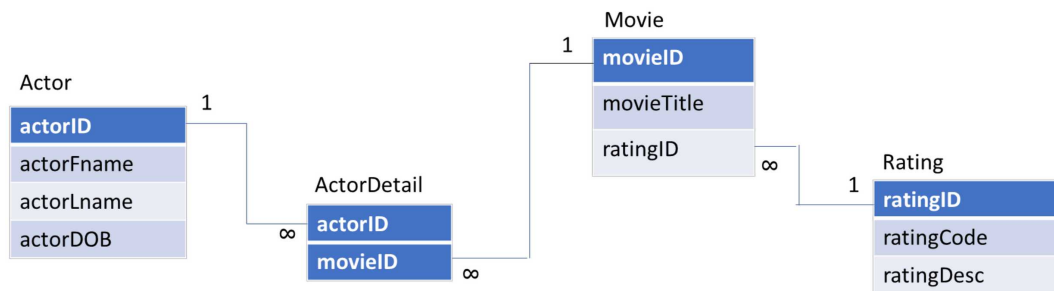 Actor
1
actorID
actorFname
actorLname
actorDOB
∞
ActorDetail
actorID
movieID
∞
Movie
1
movieID
movieTitle
ratingID
∞
Rating
1
ratingID
ratingCode
ratingDesc